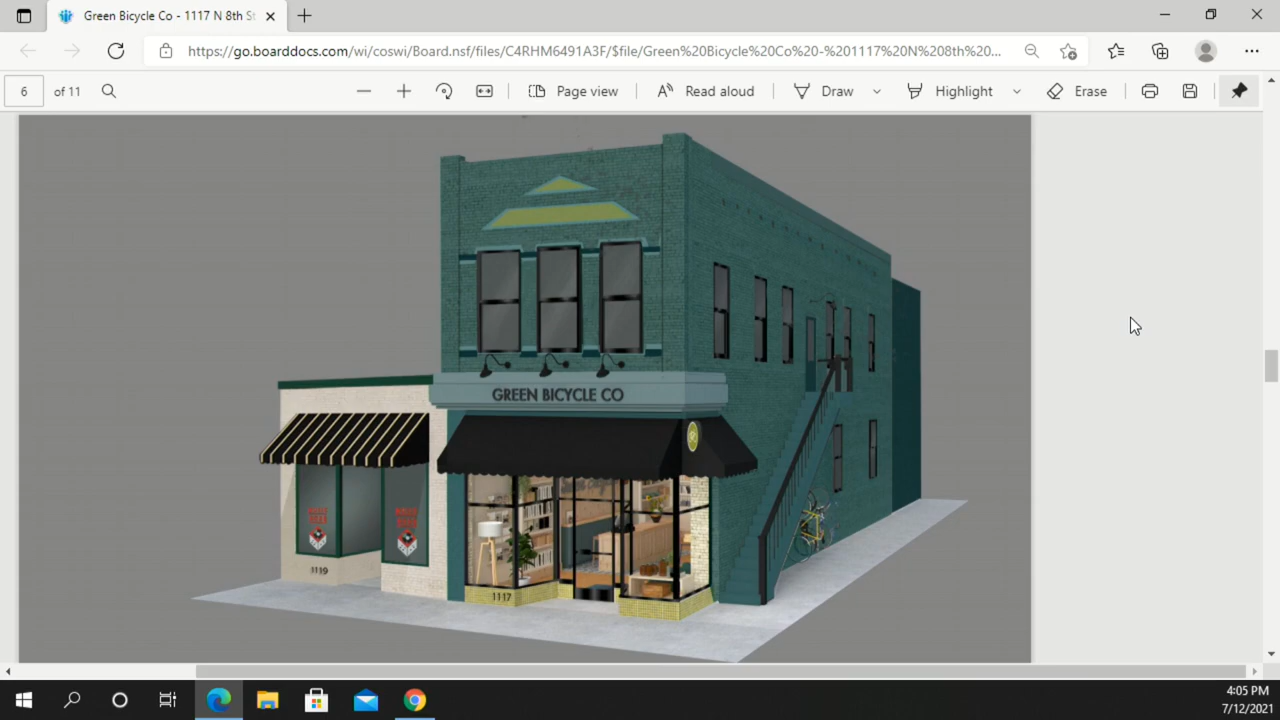 Green Bicycle Co - 1117 N 8th St
https://go.boarddocs.com/wi/coswi/Board.nsf/files/C4RHM6491A3F/$file/Green%20Bicycle%20Co%20-%201117%20N%208th%20...
6 of 11
Page view
Read aloud
Draw
Highlight
Erase
GREEN BICYCLE CO
1119
1117
4:05 PM
7/12/2021